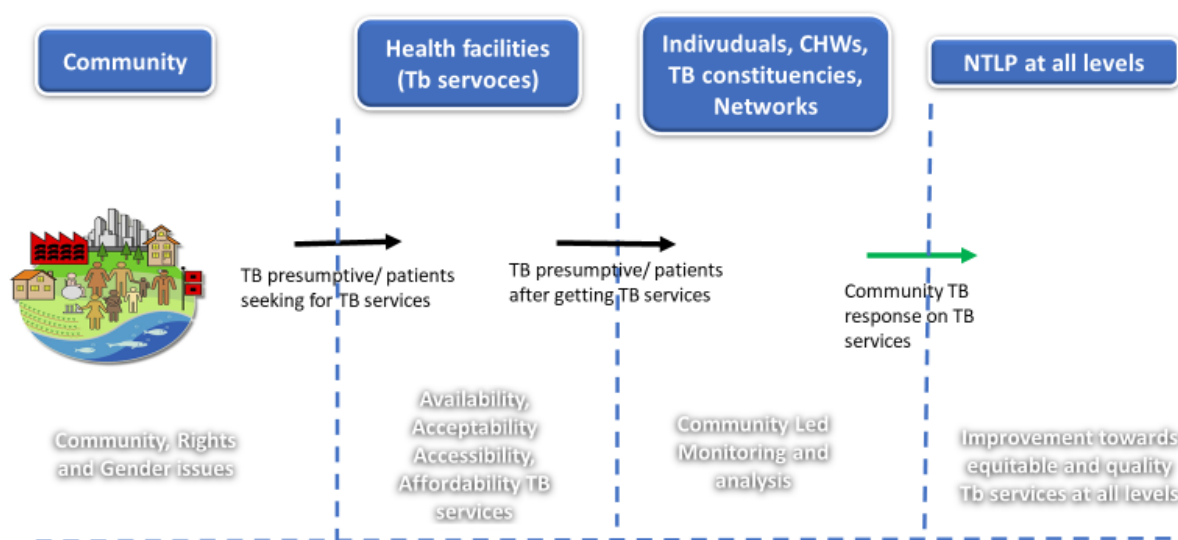 Community
Health facilities
(Tb servoces)
Indivuduals, CHWs,
TB constituencies,
Networks
NTLP at all levels
TB presumptive/ patients
seeking for TB services
TB presumptive/ patients
after getting TB services
Community TB
response on TB
services
Community, Rights
and Gender issues
Availability,
Acceptability
Accessibility,
Affordability TB
services
Community Led
Monitoring and
analysis
Improvement towards
equitable and quality
Tb services at all levels